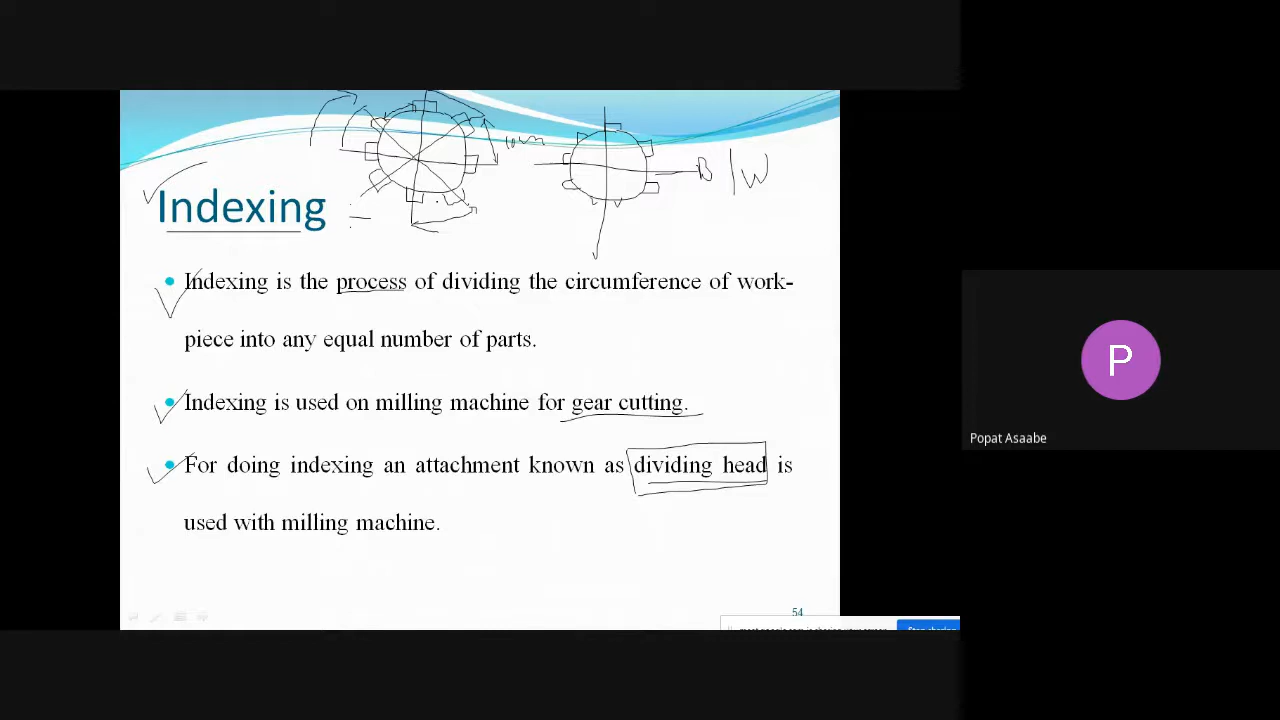 Indexing
Indexing is the process of dividing the circumference of work-
piece into any equal number of parts.
Indexing is used on milling machine for gear cutting.
For doing indexing an attachment known as dividing head is
used with milling machine.
54
P
Popat Asaabe
B/W